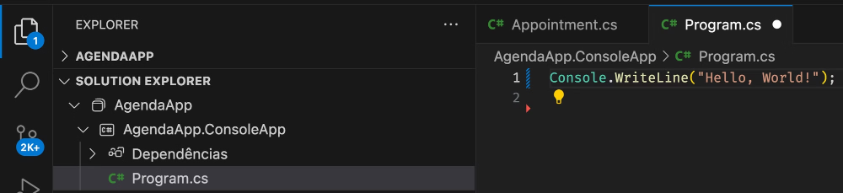 EXPLORER
···
1
AGENDAAPP
SOLUTION EXPLORER
AgendaApp
C# AgendaApp.ConsoleApp
Dependências
C# Program.cs
2K+
C# Appointment.cs
C# Program.cs
AgendaApp.ConsoleApp > C# Program.cs
1 Console.WriteLine("Hello, World!");
2